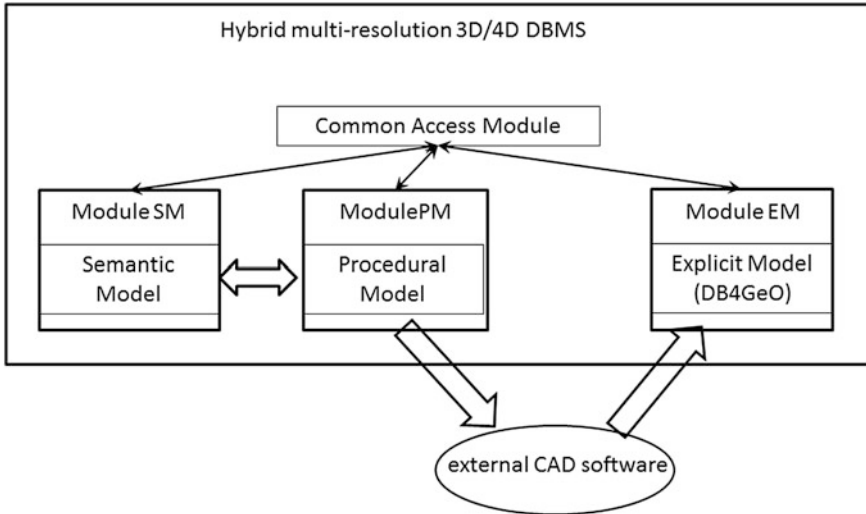 Hybrid multi-resolution 3D/4D DBMS
Common Access Module
Module SM
Semantic
Model
ModulePM
Procedural
Model
Module EM
Explicit Model
(DB4GeO)
external CAD software